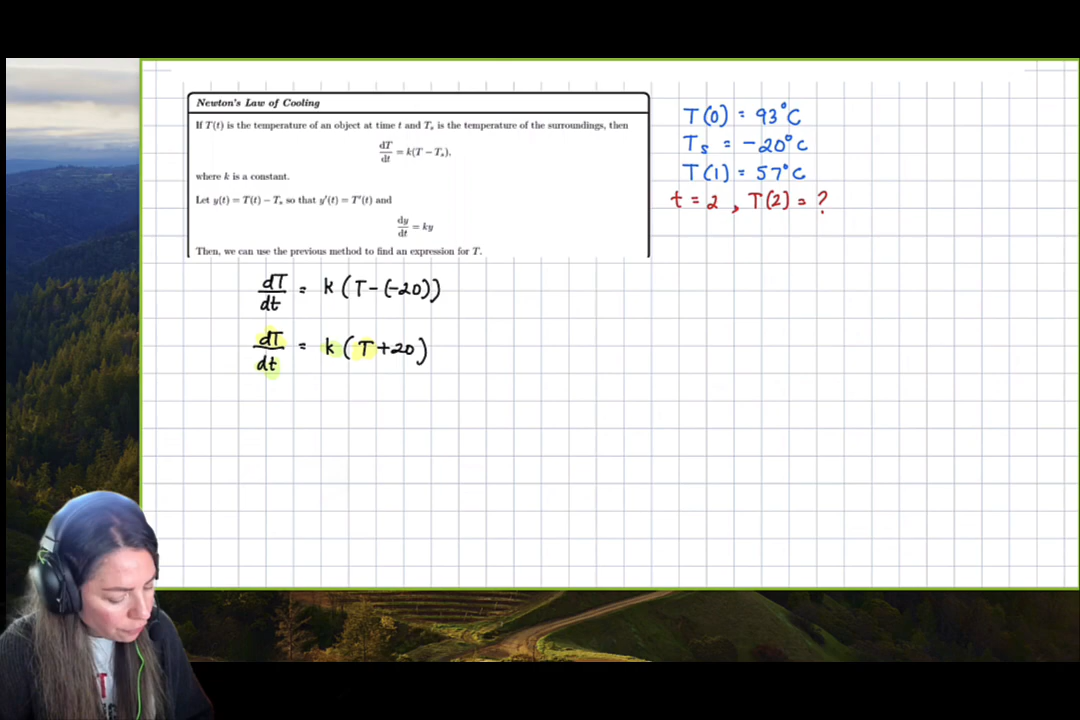 Newton's Law of Cooling
If T(t) is the temperature of an object at time t and Tₛ is the temperature of the surroundings, then
dT/dt = k(T − Tₛ),
where k is a constant.
Let y(t) = T(t) − Tₛ so that y′(t) = T′(t) and
dy/dt = ky
Then, we can use the previous method to find an expression for T.
T(0) = 93°C
Tₛ = -20°C
T(1) = 57°C
t = 2, T(2) = ?
dT/dt = k(T-(-20))
dT/dt = k(T+20)